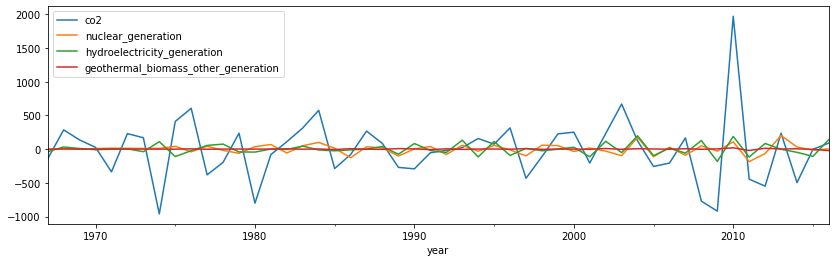 2000
1500
1000
500
0
−500
−1000
co2
nuclear_generation
hydroelectricity_generation
geothermal_biomass_other_generation
1970
1980
1990
2000
2010
year